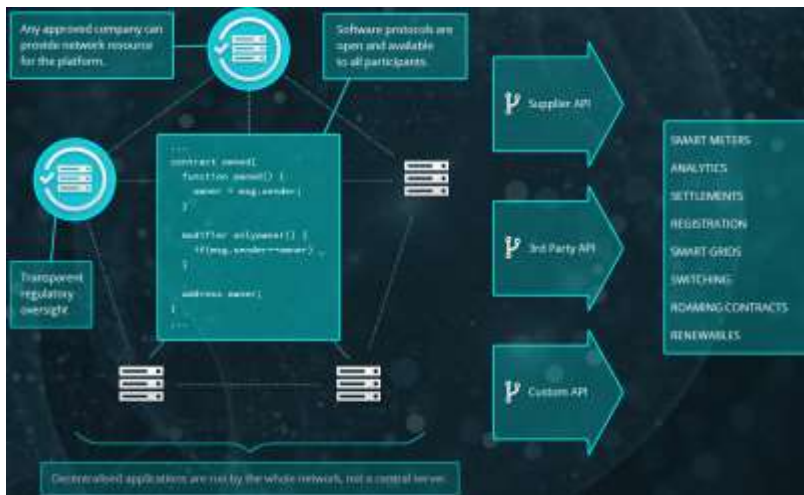 Any approved company can
provide network resource
for the platform.
Software protocols are
open and available
to all participants.
...
contract owned{
function owned() {
owner = msg.sender;
}
modifier onlyowner() {
if(msg.sender==owner) _
}
address owner;
}
...
Transparent
regulatory
oversight.
Decentralised applications are run by the whole network, not a central server.
Supplier API
3rd Party API
Custom API
SMART METERS
ANALYTICS
SETTLEMENTS
REGISTRATION
SMART GRIDS
SWITCHING
ROAMING CONTRACTS
RENEWABLES